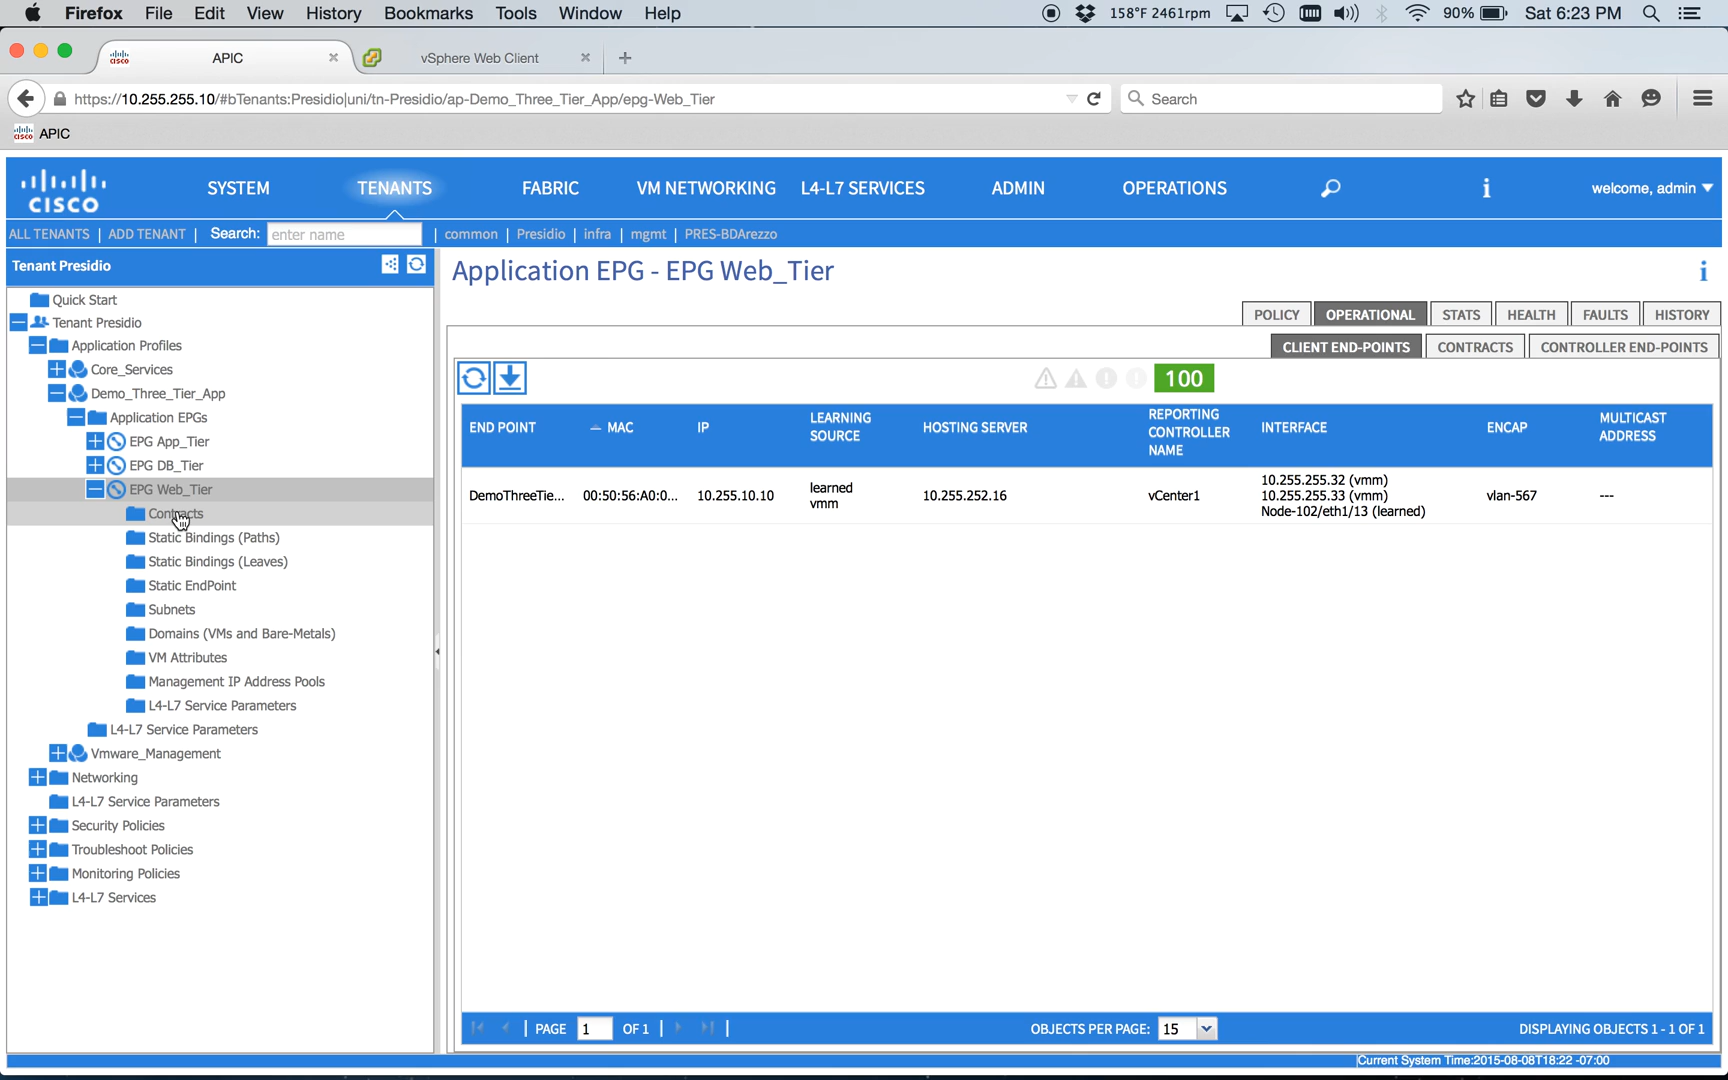 Firefox File Edit View History Bookmarks Tools Window Help 158°F 2461rpm 90% Sat 6:23 PM
APIC
vSphere Web Client
https://10.255.255.10/#bTenants:Presidio|uni/tn-Presidio/ap-Demo_Three_Tier_App/epg-Web_Tier
Search
APIC
CISCO
SYSTEM TENANTS FABRIC VM NETWORKING L4-L7 SERVICES ADMIN OPERATIONS welcome, admin
ALL TENANTS | ADD TENANT | Search: enter name | common | Presidio | infra | mgmt | PRES-BDArezzo
Tenant Presidio
Quick Start
Tenant Presidio
Application Profiles
Core_Services
Demo_Three_Tier_App
Application EPGs
EPG App_Tier
EPG DB_Tier
EPG Web_Tier
Contracts
Static Bindings (Paths)
Static Bindings (Leaves)
Static EndPoint
Subnets
Domains (VMs and Bare-Metals)
VM Attributes
Management IP Address Pools
L4-L7 Service Parameters
L4-L7 Service Parameters
Vmware_Management
Networking
L4-L7 Service Parameters
Security Policies
Troubleshoot Policies
Monitoring Policies
L4-L7 Services
Application EPG - EPG Web_Tier
POLICY OPERATIONAL STATS HEALTH FAULTS HISTORY
CLIENT END-POINTS CONTRACTS CONTROLLER END-POINTS
100
END POINT MAC IP LEARNING SOURCE HOSTING SERVER REPORTING CONTROLLER NAME INTERFACE ENCAP MULTICAST ADDRESS
DemoThreeTie... 00:50:56:A0:0... 10.255.10.10 learned vmm 10.255.252.16 vCenter1 10.255.255.32 (vmm) 10.255.255.33 (vmm) Node-102/eth1/13 (learned) vlan-567 ---
PAGE 1 OF 1 OBJECTS PER PAGE: 15 DISPLAYING OBJECTS 1 - 1 OF 1
Current System Time:2015-08-08T18:22 -07:00